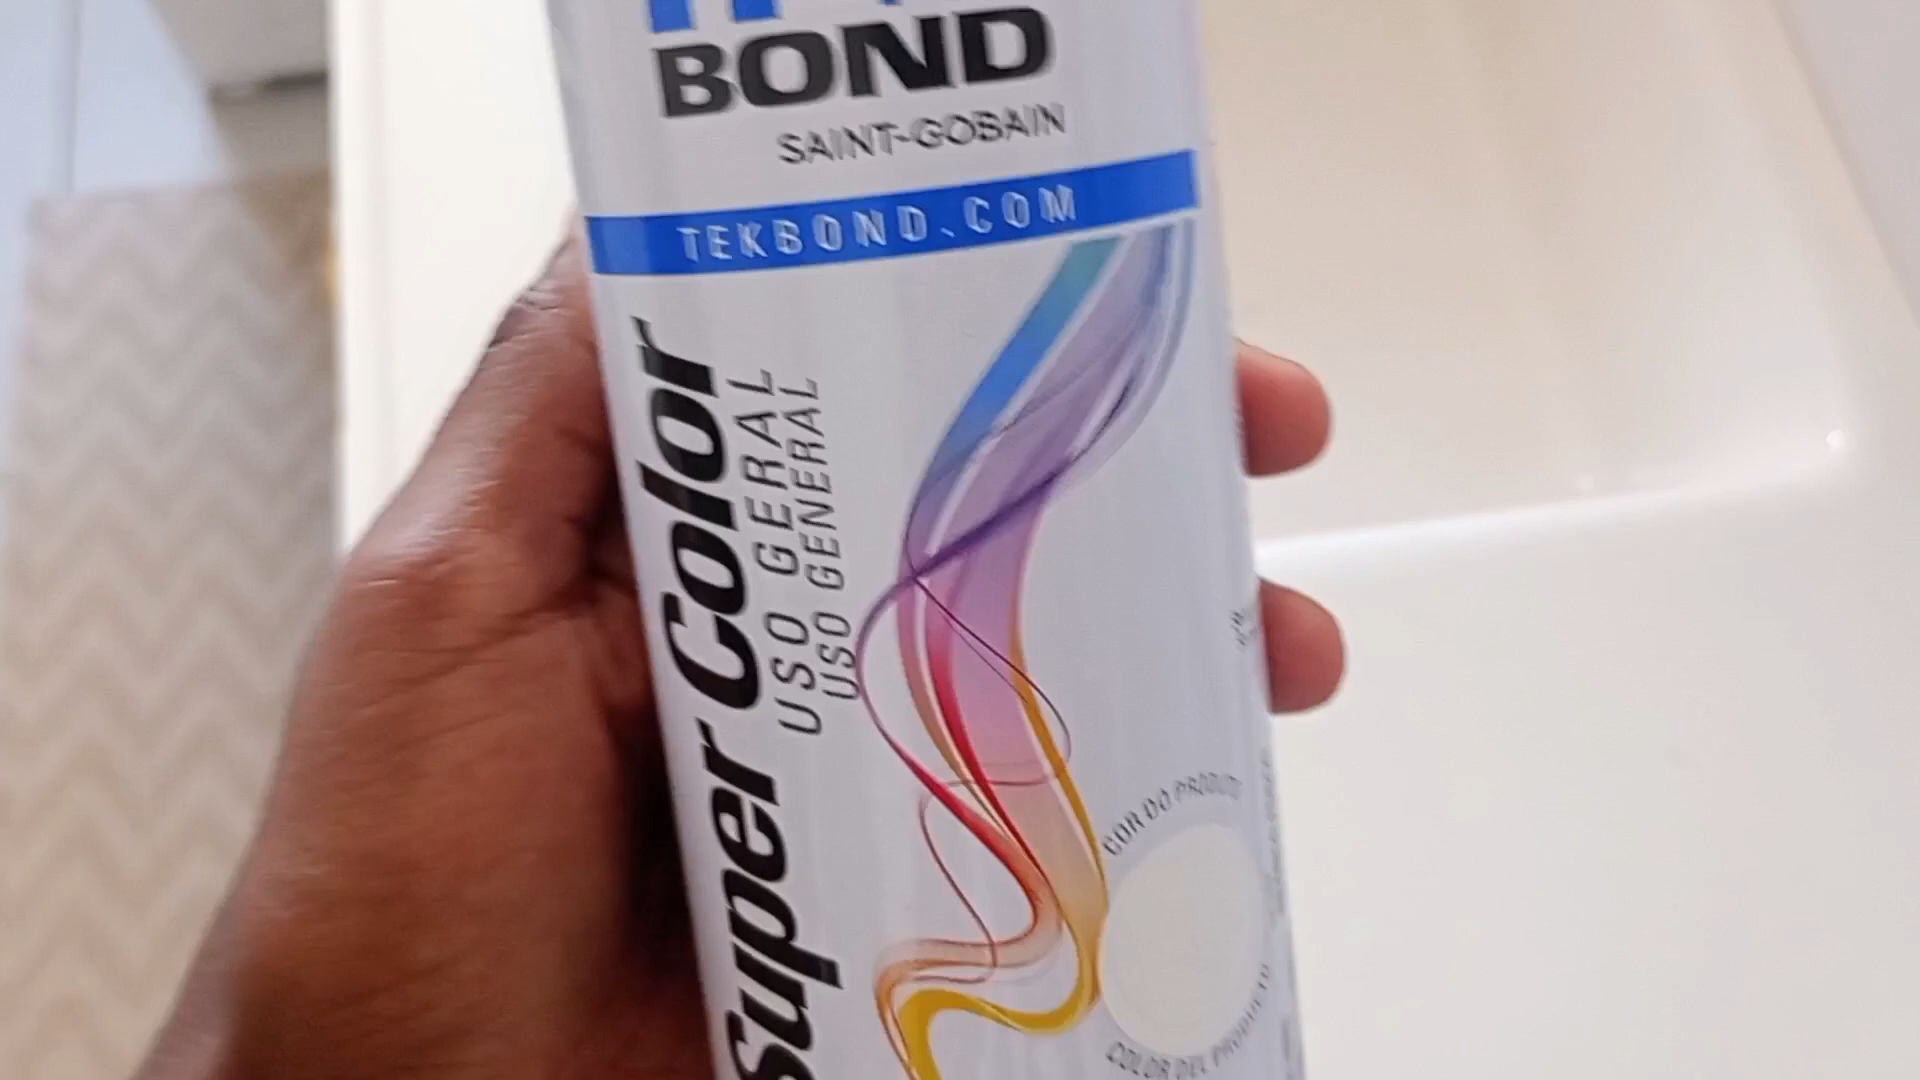 BOND
SAINT-GOBAIN
TEKBOND.COM
Super Color
USO GERAL
USO GENERAL
COR DO PRODUTO
COLOR DEL PRODUCTO